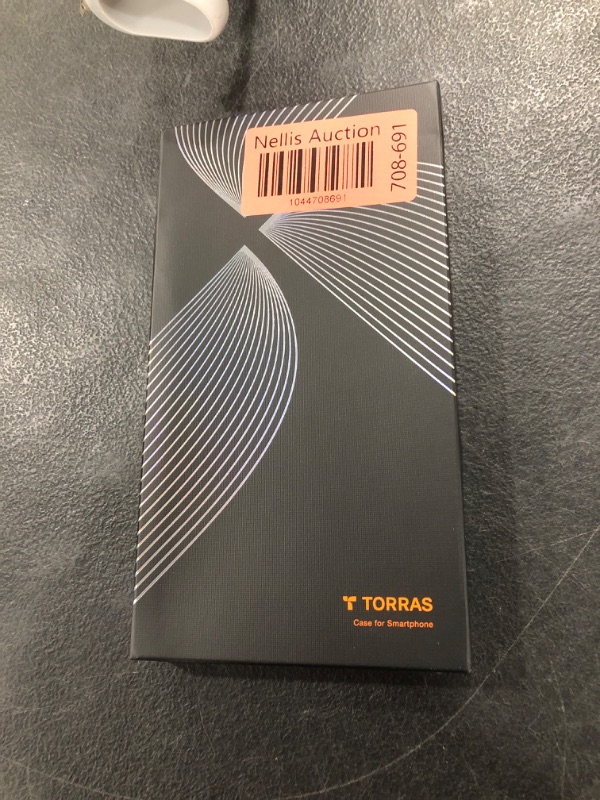 Nellis Auction
1044708691
708-691
TORRAS
Case for Smartphone